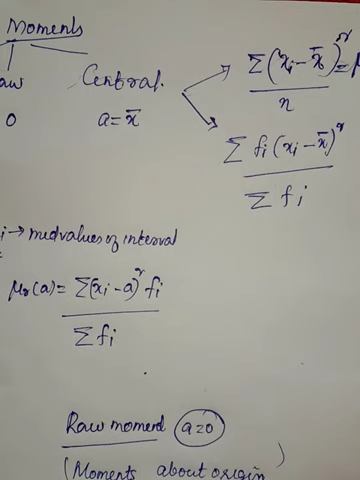 Moments
Central
0 a = x̄
Σ(xᵢ - x̄)ʳ =
n
Σ fᵢ(xᵢ - x̄)ʳ
Σ fᵢ
i → midvalues of interval
μᵣ(a) = Σ(xᵢ - a)ʳ fᵢ
Σ fᵢ
Raw moment a=0
(Moments about origin)